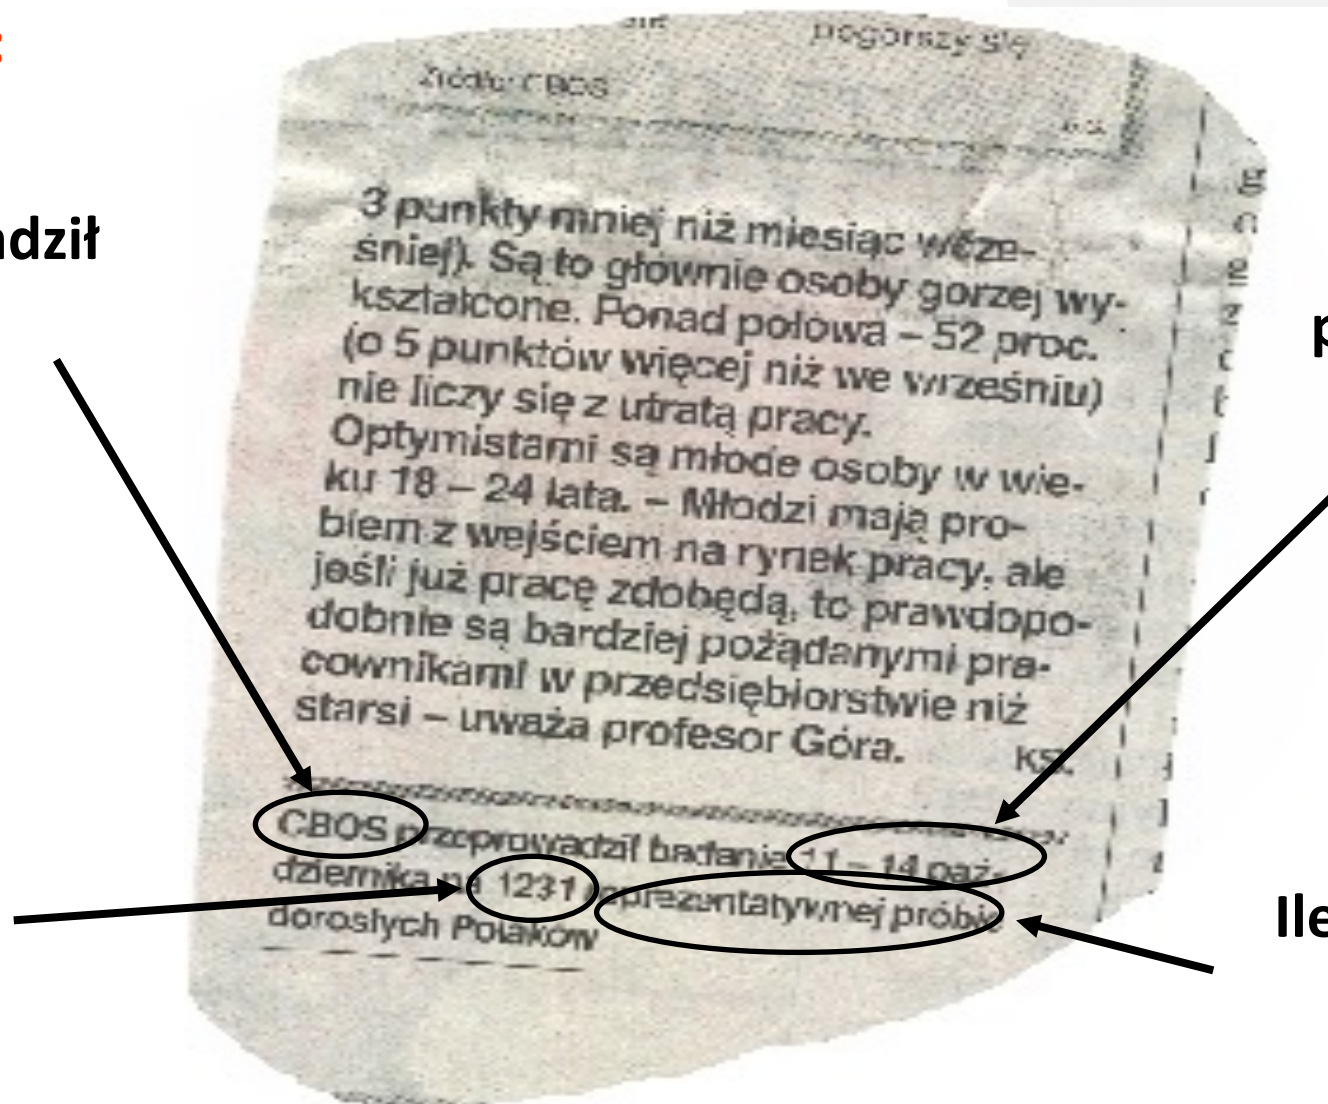 :
pogorszy się
Źródło: CBOS
3 punkty mniej niż miesiąc wcze-
śniej). Są to głównie osoby gorzej wy-
kształcone. Ponad połowa – 52 proc.
(o 5 punktów więcej niż we wrześniu)
nie liczy się z utratą pracy.
Optymistami są młode osoby w wie-
ku 18 – 24 lata. – Młodzi mają pro-
blem z wejściem na rynek pracy, ale
jeśli już pracę zdobędą, to prawdopo-
dobnie są bardziej pożądanymi pra-
cownikami w przedsiębiorstwie niż
starsi – uważa profesor Góra.
ksz.
CBOS przeprowadził badanie 11 – 14 paź-
dziernika na 1231 reprezentatywnej próbie
dorosłych Polaków
adził
p
Ile